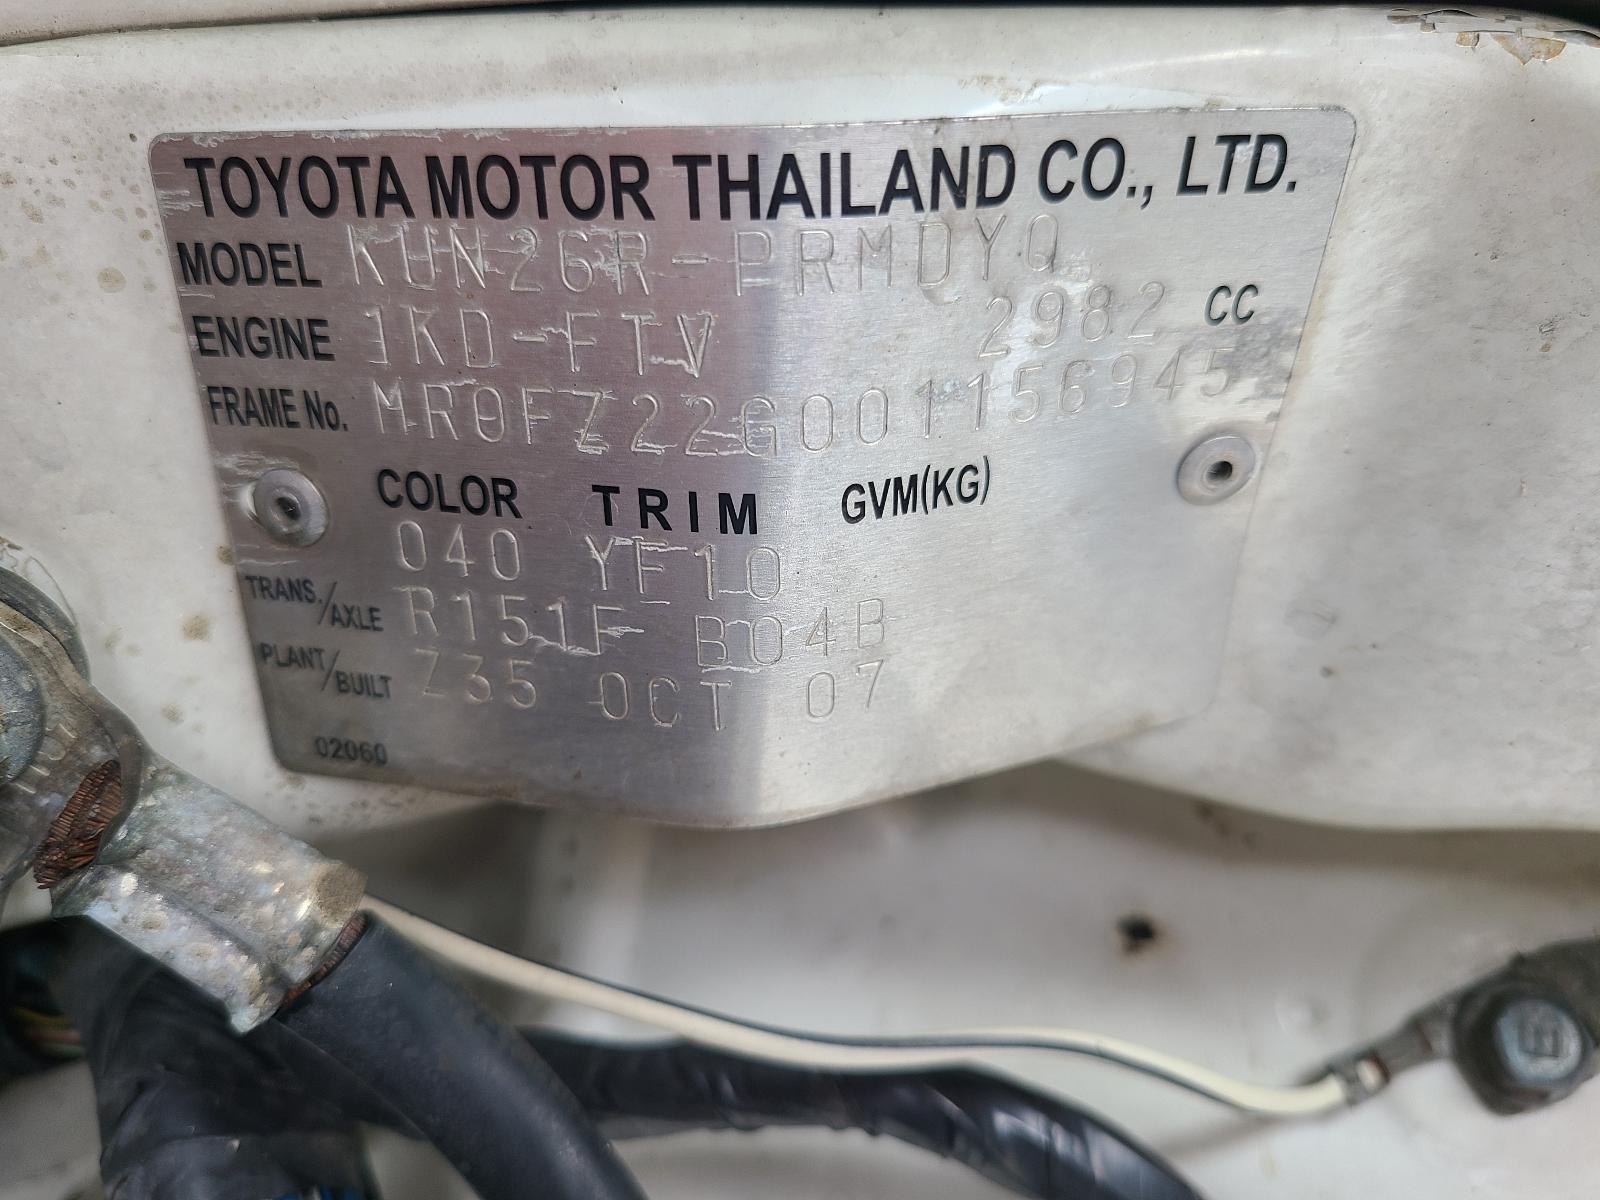 TOYOTA MOTOR THAILAND CO., LTD.
MODEL KUN26R-PRMDYQ
ENGINE 1KD-FTV 2982 CC
FRAME No. MR0FZ22G001156945
COLOR TRIM GVM(KG)
040 YF10
TRANS./AXLE R151F B04B
PLANT/BUILT Z35 OCT 07
02060